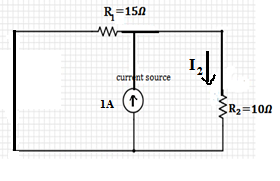 R₁=15Ω
I₂
current source
1A
R₂=10Ω